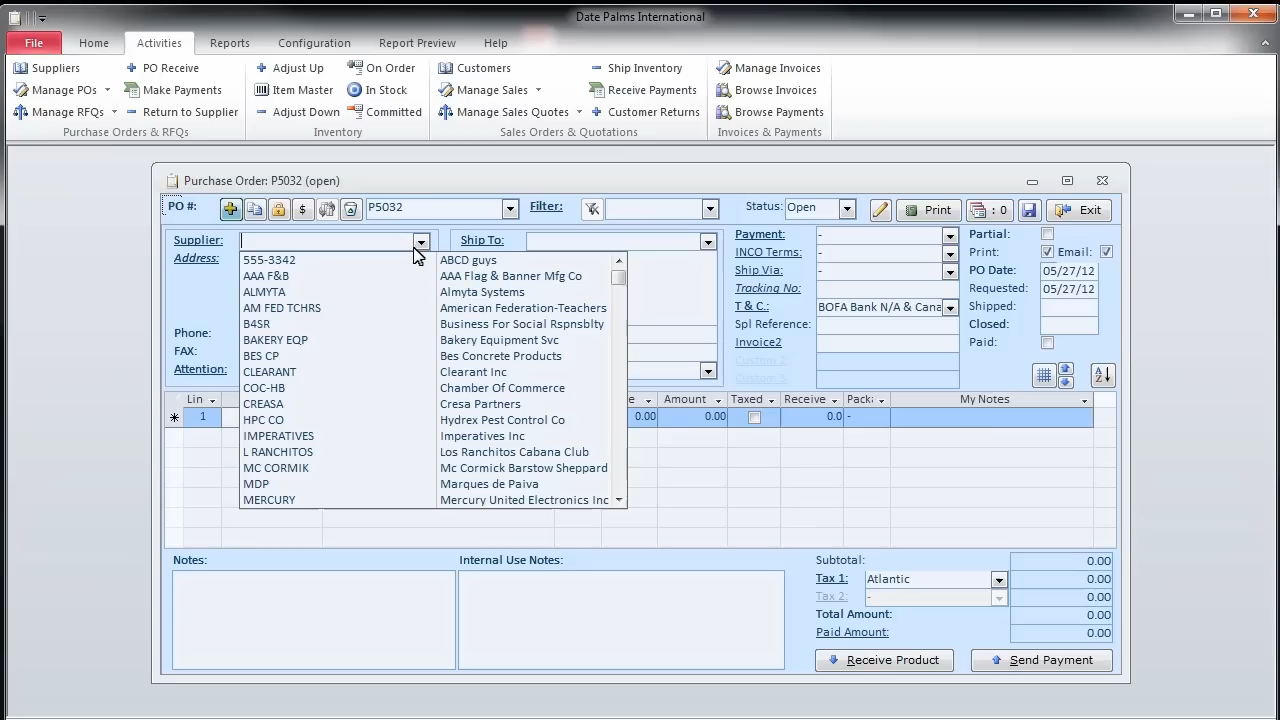 Date Palms International
File Home Activities Reports Configuration Report Preview Help
Suppliers PO Receive Adjust Up On Order Customers Ship Inventory Manage Invoices
Manage POs Make Payments Item Master In Stock Manage Sales Receive Payments Browse Invoices
Manage RFQs Return to Supplier Adjust Down Committed Manage Sales Quotes Customer Returns Browse Payments
Purchase Orders & RFQs Inventory Sales Orders & Quotations Invoices & Payments
Purchase Order: P5032 (open)
PO #: $ P5032 Filter: Status: Open Print : 0 Exit
Supplier: Ship To: Payment: - Partial:
Address: INCO Terms: - Print: Email:
555-3342 ABCD guys
AAA F&B AAA Flag & Banner Mfg Co Ship Via: - PO Date: 05/27/12
ALMYTA Almyta Systems Tracking No: Requested: 05/27/12
AM FED TCHRS American Federation-Teachers T & C.: BOFA Bank N/A & Cana Shipped:
B4SR Business For Social Rspnsblty Spl Reference: Closed:
Phone: BAKERY EQP Bakery Equipment Svc Invoice2 Paid:
FAX: BES CP Bes Concrete Products Custom 2
Attention: CLEARANT Clearant Inc Custom 3
COC-HB Chamber Of Commerce
Lin CREASA Cresa Partners e Amount Taxed Receive Pack My Notes
1 HPC CO Hydrex Pest Control Co 0.00 0.00 0.0 -
IMPERATIVES Imperatives Inc
L RANCHITOS Los Ranchitos Cabana Club
MC CORMIK Mc Cormick Barstow Sheppard
MDP Marques de Paiva
MERCURY Mercury United Electronics Inc
Notes: Internal Use Notes: Subtotal: 0.00
Tax 1: Atlantic 0.00
Tax 2: - 0.00
Total Amount: 0.00
Paid Amount: 0.00
Receive Product Send Payment